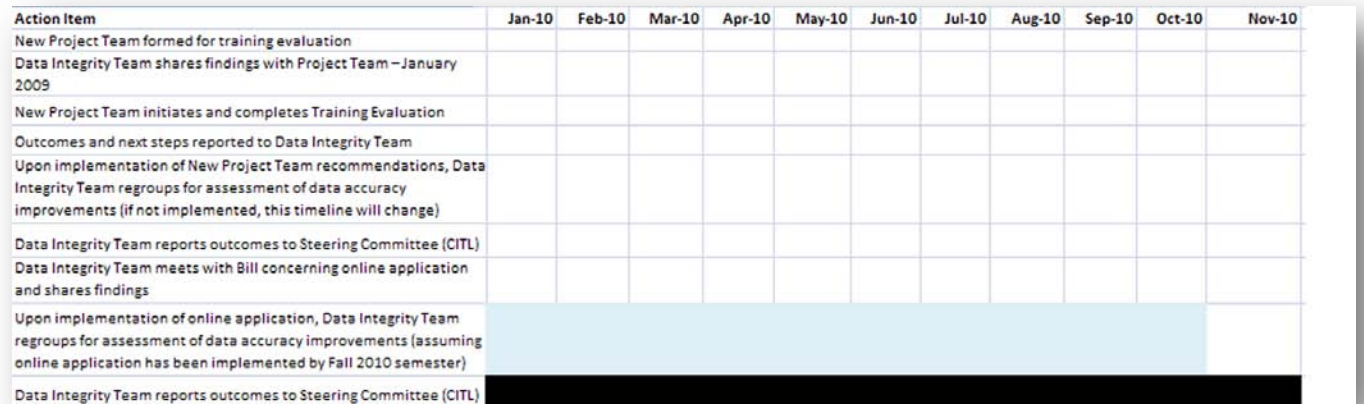 Action Item Jan-10 Feb-10 Mar-10 Apr-10 May-10 Jun-10 Jul-10 Aug-10 Sep-10 Oct-10 Nov-10
New Project Team formed for training evaluation
Data Integrity Team shares findings with Project Team – January
2009
New Project Team initiates and completes Training Evaluation
Outcomes and next steps reported to Data Integrity Team
Upon implementation of New Project Team recommendations, Data
Integrity Team regroups for assessment of data accuracy
improvements (if not implemented, this timeline will change)
Data Integrity Team reports outcomes to Steering Committee (CITL)
Data Integrity Team meets with Bill concerning online application
and shares findings
Upon implementation of online application, Data Integrity Team
regroups for assessment of data accuracy improvements (assuming
online application has been implemented by Fall 2010 semester)
Data Integrity Team reports outcomes to Steering Committee (CITL)